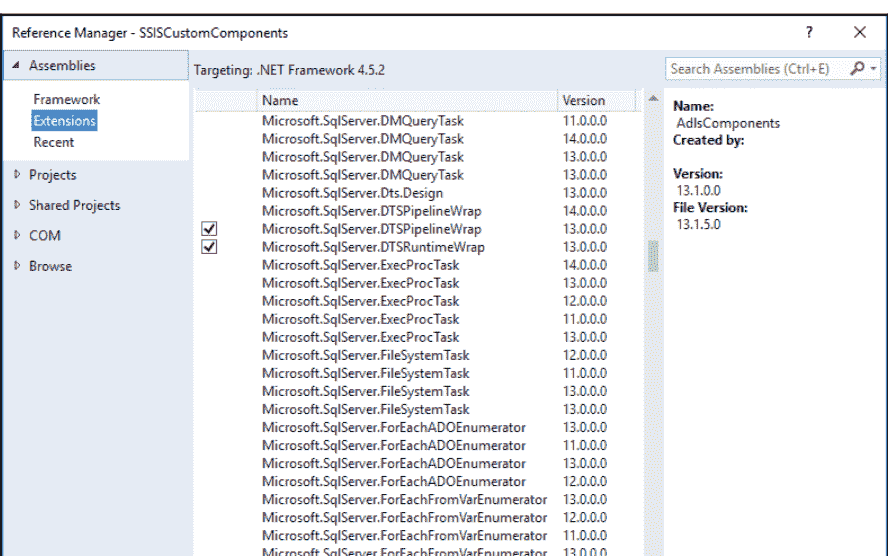 Reference Manager - SSISCustomComponents ? ×
Assemblies
Framework
Extensions
Recent
Projects
Shared Projects
COM
Browse
Targeting: .NET Framework 4.5.2
Search Assemblies (Ctrl+E)
Name Version
Microsoft.SqlServer.DMQueryTask 11.0.0.0
Microsoft.SqlServer.DMQueryTask 14.0.0.0
Microsoft.SqlServer.DMQueryTask 13.0.0.0
Microsoft.SqlServer.DMQueryTask 13.0.0.0
Microsoft.SqlServer.Dts.Design 13.0.0.0
Microsoft.SqlServer.DTSPipelineWrap 14.0.0.0
Microsoft.SqlServer.DTSPipelineWrap 13.0.0.0
Microsoft.SqlServer.DTSRuntimeWrap 13.0.0.0
Microsoft.SqlServer.ExecProcTask 14.0.0.0
Microsoft.SqlServer.ExecProcTask 13.0.0.0
Microsoft.SqlServer.ExecProcTask 12.0.0.0
Microsoft.SqlServer.ExecProcTask 11.0.0.0
Microsoft.SqlServer.ExecProcTask 13.0.0.0
Microsoft.SqlServer.FileSystemTask 12.0.0.0
Microsoft.SqlServer.FileSystemTask 11.0.0.0
Microsoft.SqlServer.FileSystemTask 13.0.0.0
Microsoft.SqlServer.FileSystemTask 13.0.0.0
Microsoft.SqlServer.ForEachADOEnumerator 13.0.0.0
Microsoft.SqlServer.ForEachADOEnumerator 11.0.0.0
Microsoft.SqlServer.ForEachADOEnumerator 13.0.0.0
Microsoft.SqlServer.ForEachADOEnumerator 12.0.0.0
Microsoft.SqlServer.ForEachFromVarEnumerator 13.0.0.0
Microsoft.SqlServer.ForEachFromVarEnumerator 12.0.0.0
Microsoft.SqlServer.ForEachFromVarEnumerator 11.0.0.0
Microsoft.SqlServer.ForEachFromVarEnumerator 13.0.0.0
Name:
AdlsComponents
Created by:
Version:
13.1.0.0
File Version:
13.1.5.0